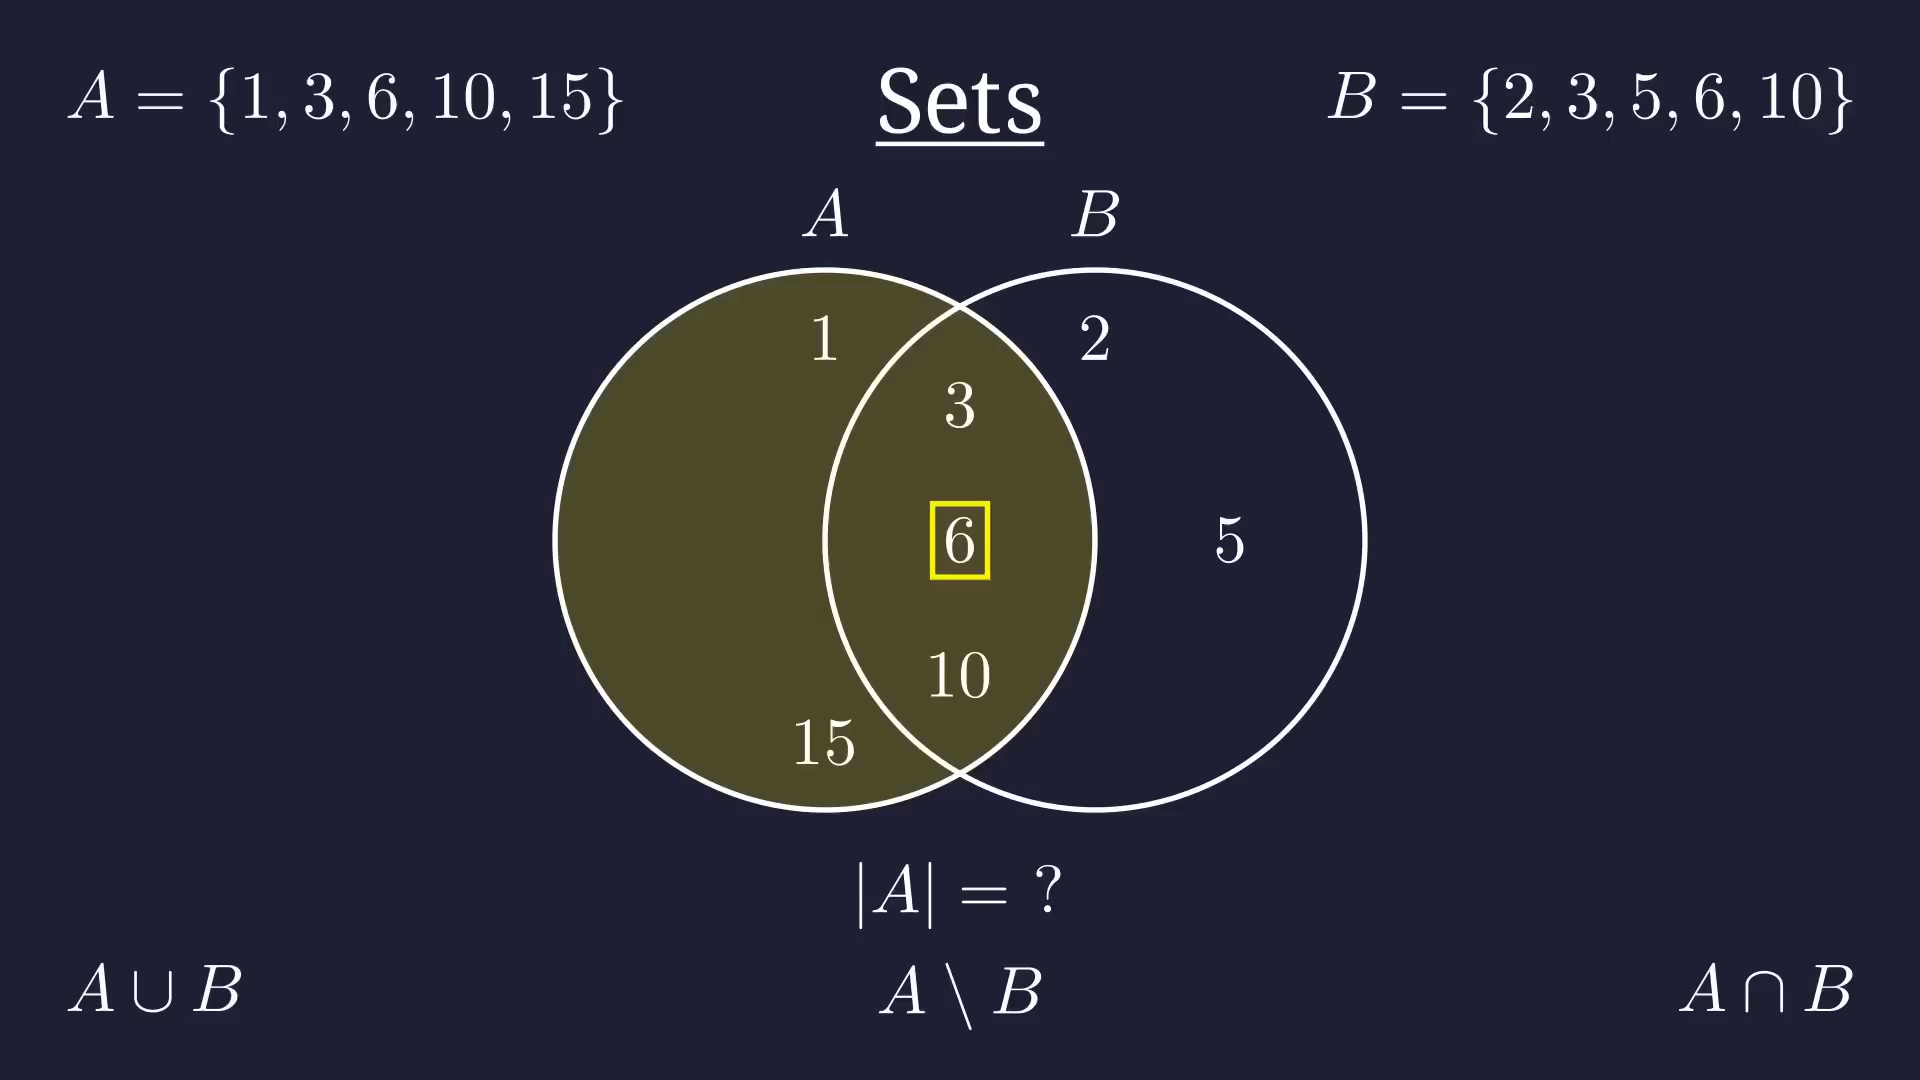 A = {1, 3, 6, 10, 15}
Sets
B = {2, 3, 5, 6, 10}
A
B
1
2
3
6
5
10
15
|A| = ?
A ∪ B
A \ B
A ∩ B